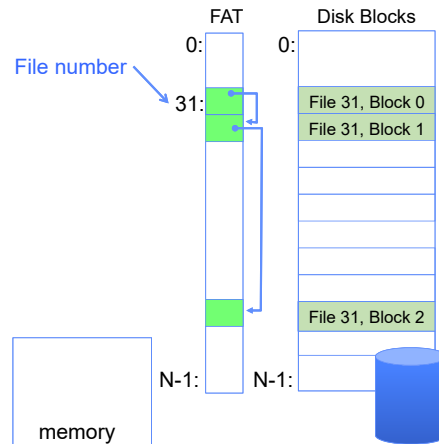 FAT
Disk Blocks
0:
0:
File number
31:
File 31, Block 0
File 31, Block 1
File 31, Block 2
N-1:
N-1:
memory